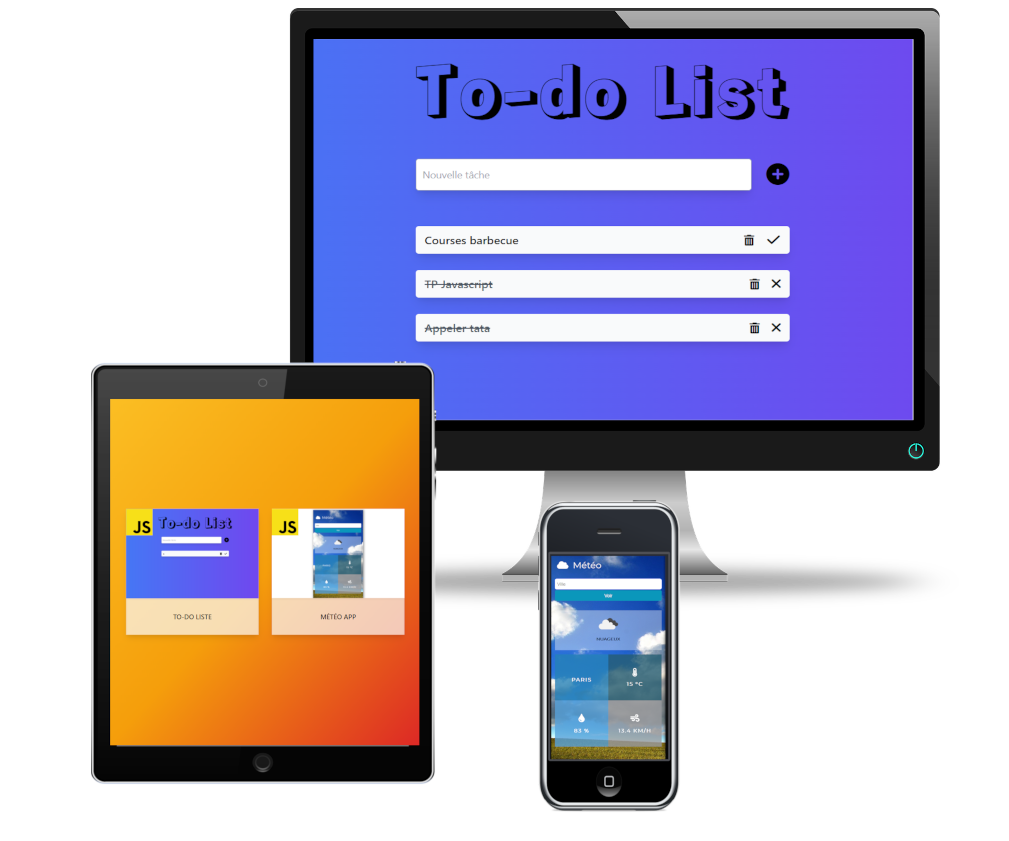 To-do List
Nouvelle tâche
Courses barbecue
TP Javascript
Appeler tata
JS
To-do List
JS
Météo
TO-DO LISTE
MÉTÉO APP
Météo
Ville
Voir
NUAGEUX
PARIS
15 °C
83 %
13.4 KM/H